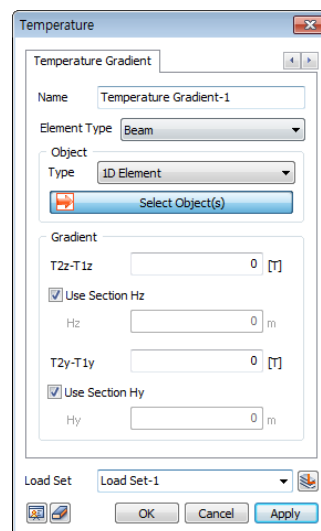 Temperature
Temperature Gradient
Name Temperature Gradient-1
Element Type Beam
Object
Type 1D Element
Select Object(s)
Gradient
T2z-T1z 0 [T]
Use Section Hz
Hz 0 m
T2y-T1y 0 [T]
Use Section Hy
Hy 0 m
Load Set Load Set-1
OK Cancel Apply